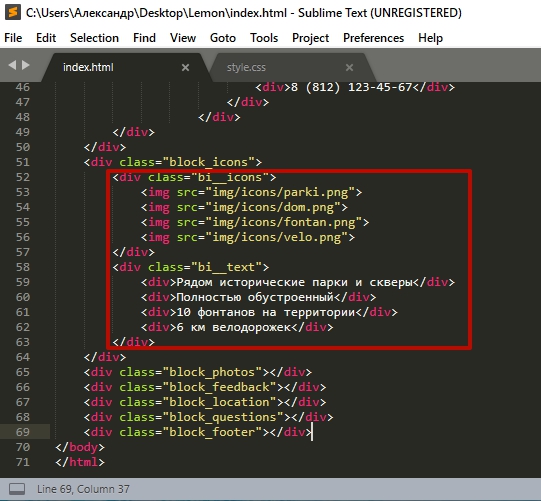 C:\Users\Александр\Desktop\Lemon\index.html - Sublime Text (UNREGISTERED)
File Edit Selection Find View Goto Tools Project Preferences Help
index.html × style.css ×
46 <div>8 (812) 123-45-67</div>
47 </div>
48 </div>
49 </div>
50 </div>
51 <div class="block_icons">
52 <div class="bi__icons">
53 <img src="img/icons/parki.png">
54 <img src="img/icons/dom.png">
55 <img src="img/icons/fontan.png">
56 <img src="img/icons/velo.png">
57 </div>
58 <div class="bi__text">
59 <div>Рядом исторические парки и скверы</div>
60 <div>Полностью обустроенный</div>
61 <div>10 фонтанов на территории</div>
62 <div>6 км велодорожек</div>
63 </div>
64 </div>
65 <div class="block_photos"></div>
66 <div class="block_feedback"></div>
67 <div class="block_location"></div>
68 <div class="block_questions"></div>
69 <div class="block_footer"></div>
70 </body>
71 </html>
Line 69, Column 37